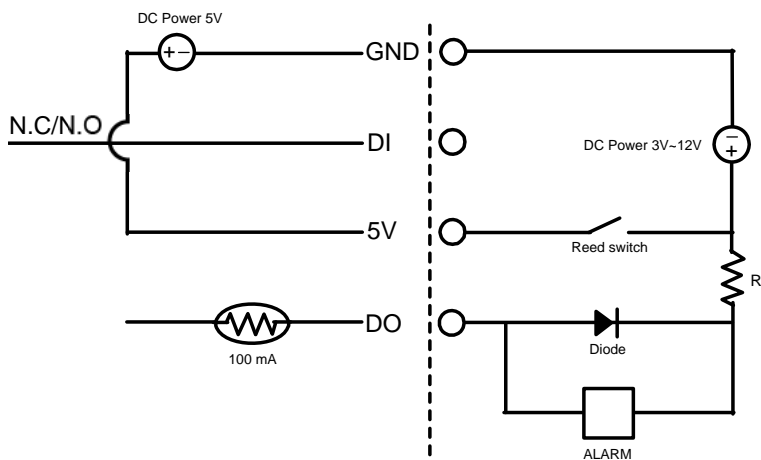 DC Power 5V
+ −
GND
N.C/N.O
DI
DC Power 3V~12V
−
+
5V
Reed switch
R
DO
100 mA
Diode
ALARM